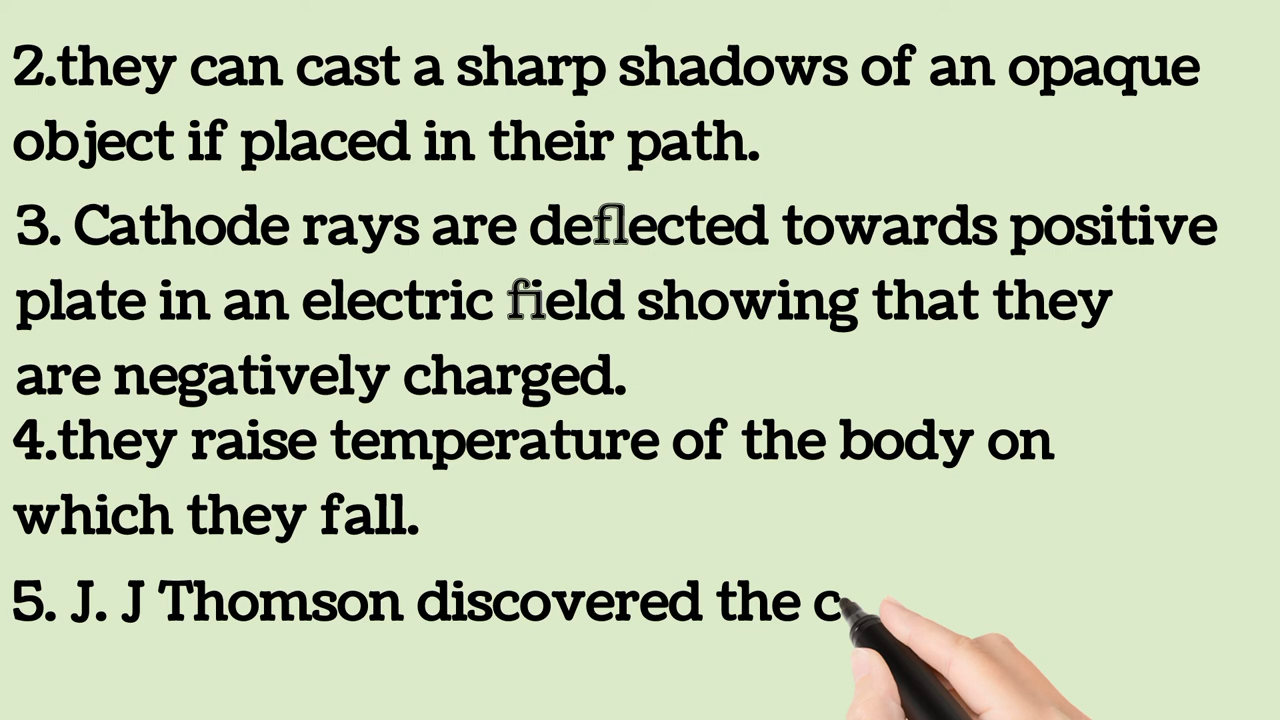 2.they can cast a sharp shadows of an opaque
object if placed in their path.
3. Cathode rays are deflected towards positive
plate in an electric field showing that they
are negatively charged.
4.they raise temperature of the body on
which they fall.
5. J. J Thomson discovered the c